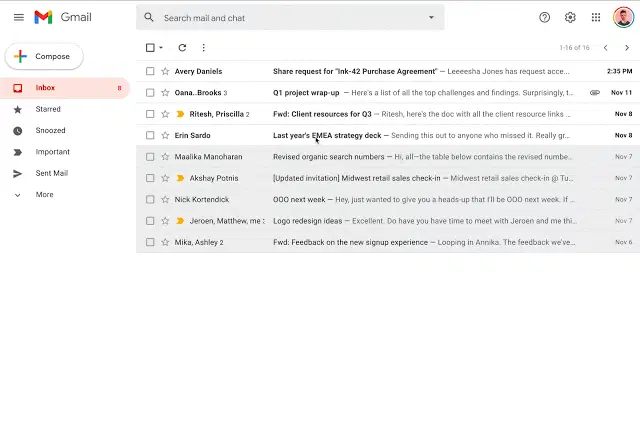 Gmail
Search mail and chat
Compose
1-16 of 16
Inbox 8
Starred
Snoozed
Important
Sent Mail
More
Avery Daniels Share request for "Ink-42 Purchase Agreement" — Leeeesha Jones has request acce... 2:35 PM
Oana..Brooks 3 Q1 project wrap-up — Here's a list of all the top challenges and findings. Surprisingly, t... Nov 11
Ritesh, Priscilla 2 Fwd: Client resources for Q3 — Ritesh, here's the doc with all the client resource links ... Nov 8
Erin Sardo Last year's EMEA strategy deck — Sending this out to anyone who missed it. Really gr... Nov 8
Maalika Manoharan Revised organic search numbers — Hi, all—the table below contains the revised numbe... Nov 7
Akshay Potnis [Updated invitation] Midwest retail sales check-in — Midwest retail sales check-in @ Tu... Nov 7
Nick Kortendick OOO next week — Hey, just wanted to give you a heads-up that I'll be OOO next week. If ... Nov 7
Jeroen, Matthew, me Logo redesign ideas — Excellent. Do you have time to meet with Jeroen and me thi... Nov 7
Mika, Ashley 2 Fwd: Feedback on the new signup experience — Looping in Annika. The feedback we've... Nov 6